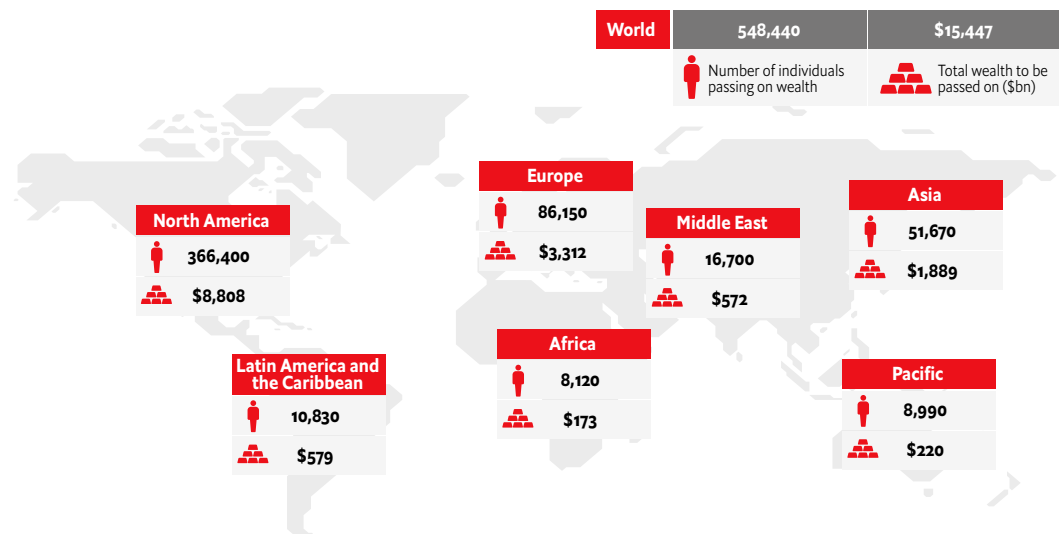 World
548,440
$15,447
Number of individuals
passing on wealth
Total wealth to be
passed on ($bn)
North America
366,400
$8,808
Europe
86,150
$3,312
Middle East
16,700
$572
Asia
51,670
$1,889
Latin America and
the Caribbean
10,830
$579
Africa
8,120
$173
Pacific
8,990
$220